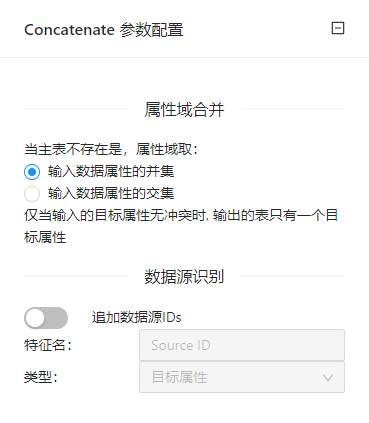 Concatenate 参数配置
属性域合并
当主表不存在是，属性域取：
输入数据属性的并集
输入数据属性的交集
仅当输入的目标属性无冲突时, 输出的表只有一个目
标属性
数据源识别
追加数据源IDs
特征名：
Source ID
类型：
目标属性